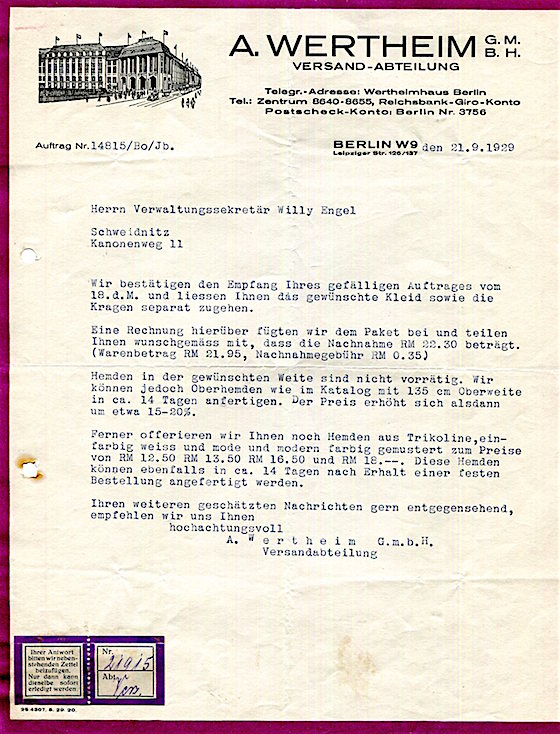 A. WERTHEIM G. M. B. H.
VERSAND-ABTEILUNG
Telegr.-Adresse: Wertheimhaus Berlin
Tel.: Zentrum 8640-8655, Reichsbank-Giro-Konto
Postscheck-Konto: Berlin Nr. 3756
Auftrag Nr. 14815/Bo/Jb.
BERLIN W9 den 21.9.1929
Leipziger Str. 126/137
Herrn Verwaltungssekretär Willy Engel
Schweidnitz
Kanonenweg 11
Wir bestätigen den Empfang Ihres gefälligen Auftrages vom
18.d.M. und liessen Ihnen das gewünschte Kleid sowie die
Kragen separat zugehen.
Eine Rechnung hierüber fügten wir dem Paket bei und teilen
Ihnen wunschgemäss mit, dass die Nachnahme RM 22.30 beträgt.
(Warenbetrag RM 21.95, Nachnahmegebühr RM 0.35)
Hemden in der gewünschten Weite sind nicht vorrätig. Wir
können jedoch Oberhemden wie im Katalog mit 135 cm Oberweite
in ca. 14 Tagen anfertigen. Der Preis erhöht sich alsdann
um etwa 15-20%.
Ferner offerieren wir Ihnen noch Hemden aus Trikoline,ein-
farbig weiss und mode und modern farbig gemustert zum Preise
von RM 12.50 RM 13.50 RM 16.50 und RM 18.--. Diese Hemden
können ebenfalls in ca. 14 Tagen nach Erhalt einer festen
Bestellung angefertigt werden.
Ihren weiteren geschätzten Nachrichten gern entgegensehend,
empfehlen wir uns Ihnen
hochachtungsvoll
A. W e r t h e i m G.m.b.H.
Versandabteilung
Ihrer Antwort
bitten wir neben-
stehenden Zettel
beizufügen.
Nur dann kann
dieselbe sofort
erledigt werden
Nr.
21915
Abt.